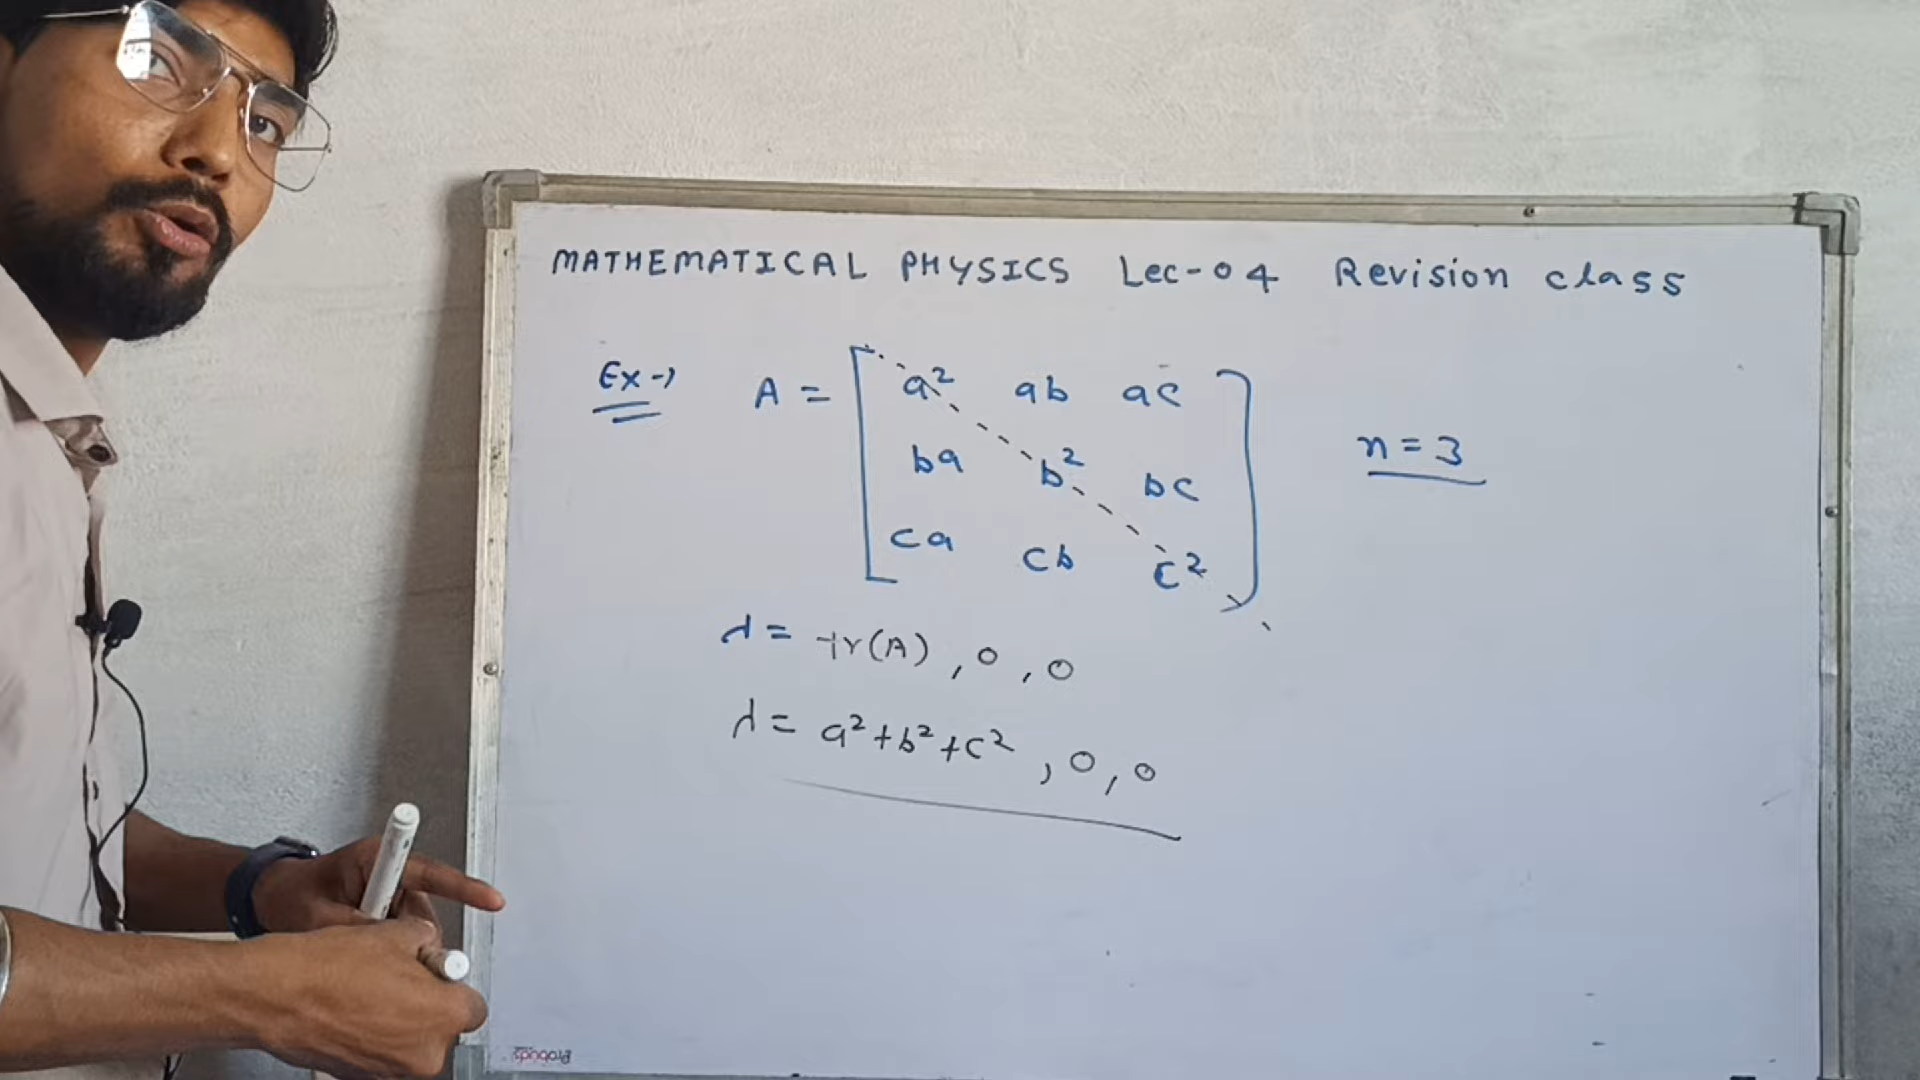 MATHEMATICAL PHYSICS Lec-04 Revision class
Ex→ A = [ a² ab ac
ba b² bc
ca cb c² ] n = 3
λ = tr(A), 0, 0
λ = a²+b²+c², 0, 0